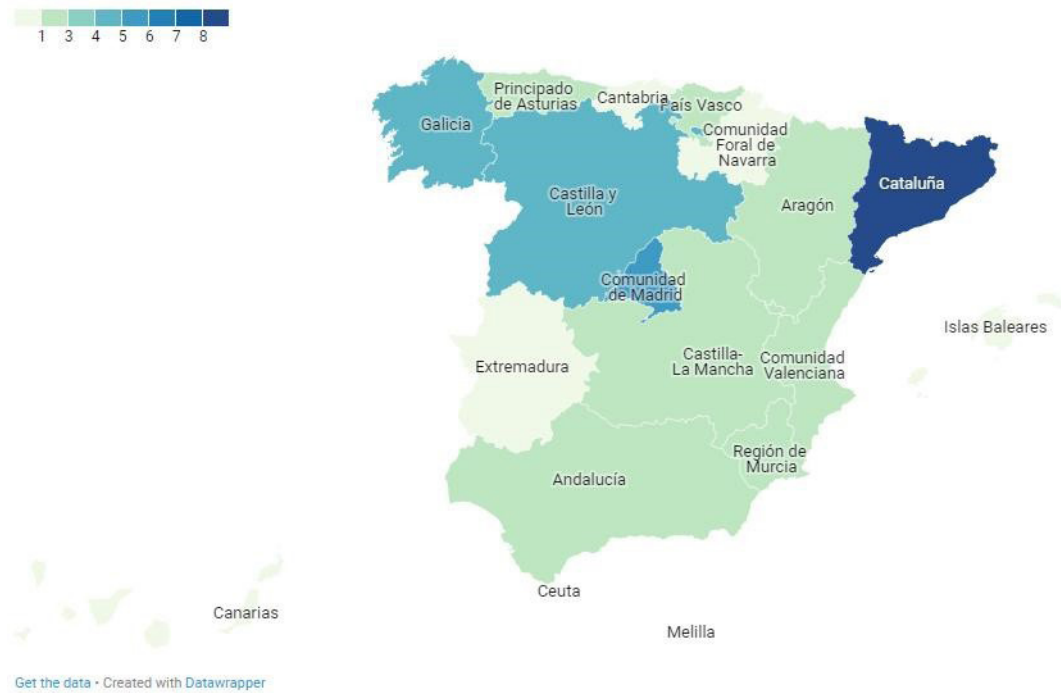 1 3 4 5 6 7 8
Principado
de Asturias
Cantabria
País Vasco
Galicia
Comunidad
Foral de
Navarra
Castilla y
León
Aragón
Cataluña
Comunidad
de Madrid
Islas Baleares
Extremadura
Castilla-
La Mancha
Comunidad
Valenciana
Región de
Murcia
Andalucía
Ceuta
Canarias
Melilla
Get the data • Created with Datawrapper